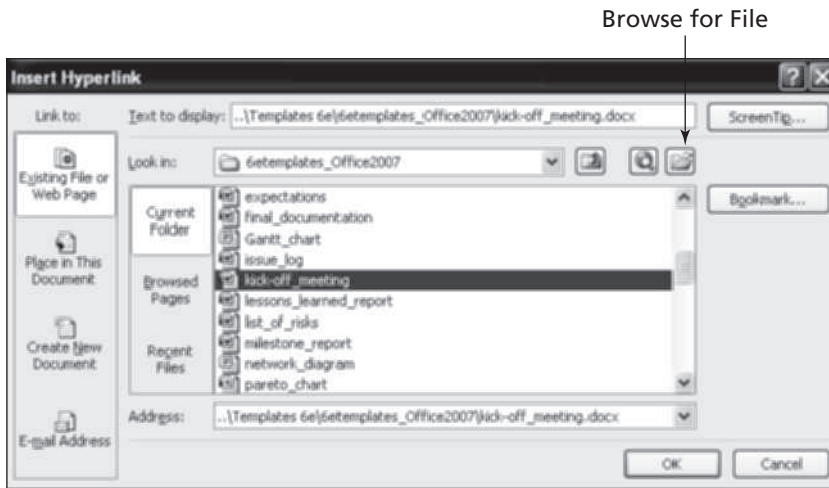 Browse for File
Insert Hyperlink
Link to:
Text to display: ..\Templates 6e\6etemplates_Office2007\kick-off_meeting.docx
ScreenTip...
Look in: 6etemplates_Office2007
Existing File or
Web Page
Place in This
Document
Create New
Document
E-mail Address
Current
Folder
Browsed
Pages
Recent
Files
expectations
final_documentation
Gantt_chart
issue_log
kick-off_meeting
lessons_learned_report
list_of_risks
milestone_report
network_diagram
pareto_chart
Bookmark...
Address: ..\Templates 6e\6etemplates_Office2007\kick-off_meeting.docx
OK Cancel